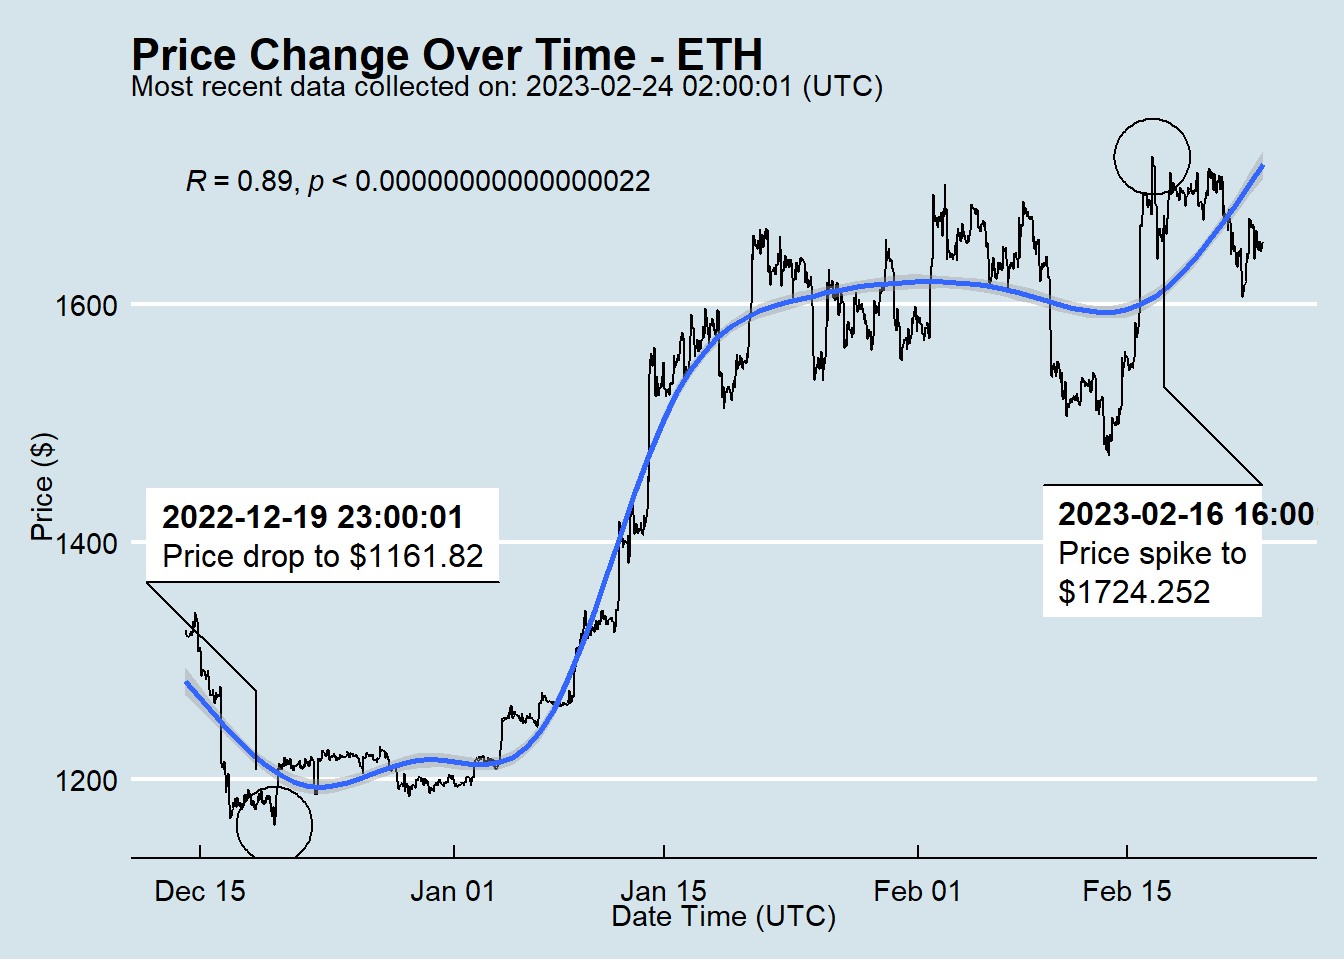 Price Change Over Time - ETH
Most recent data collected on: 2023-02-24 02:00:01 (UTC)
R = 0.89, p < 0.00000000000000022
1600
1400
1200
Price ($)
2022-12-19 23:00:01
Price drop to $1161.82
2023-02-16 16:00:
Price spike to
$1724.252
Dec 15
Jan 01
Jan 15
Feb 01
Feb 15
Date Time (UTC)